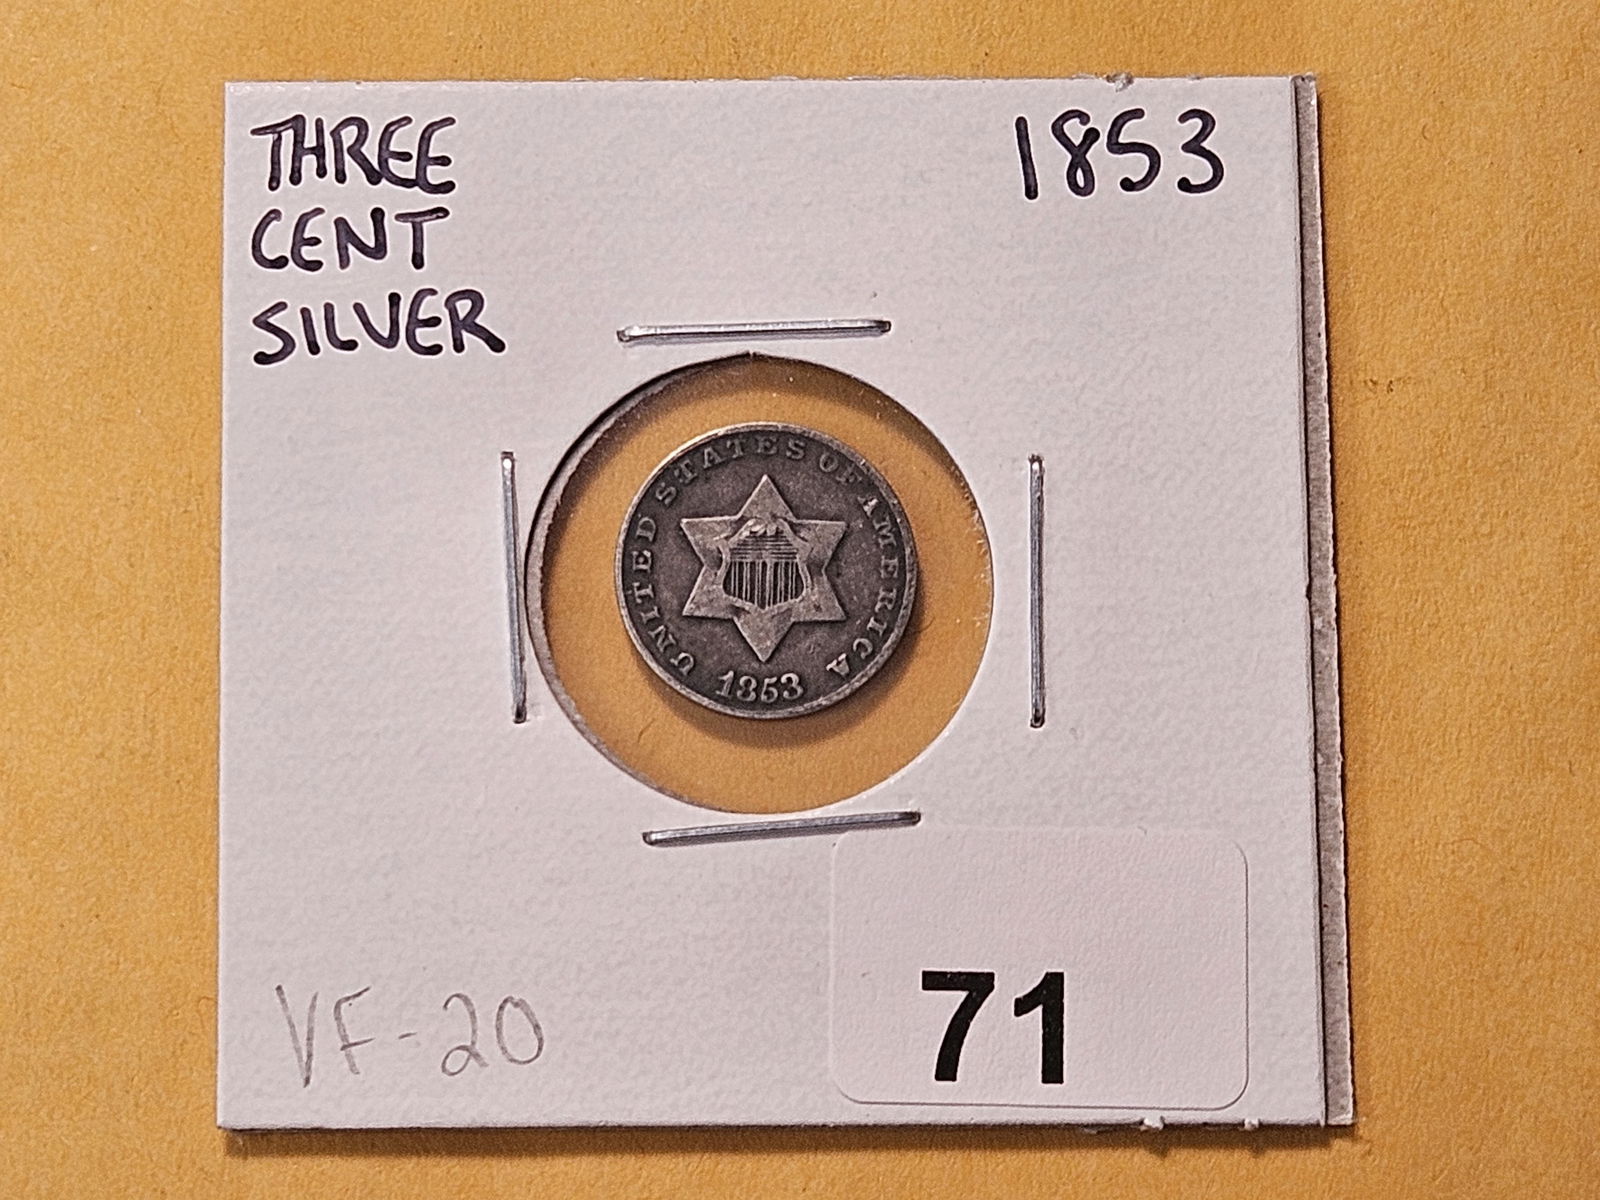 THREE
CENT
SILVER
1853
UNITED STATES OF AMERICA
1853
VF-20
71